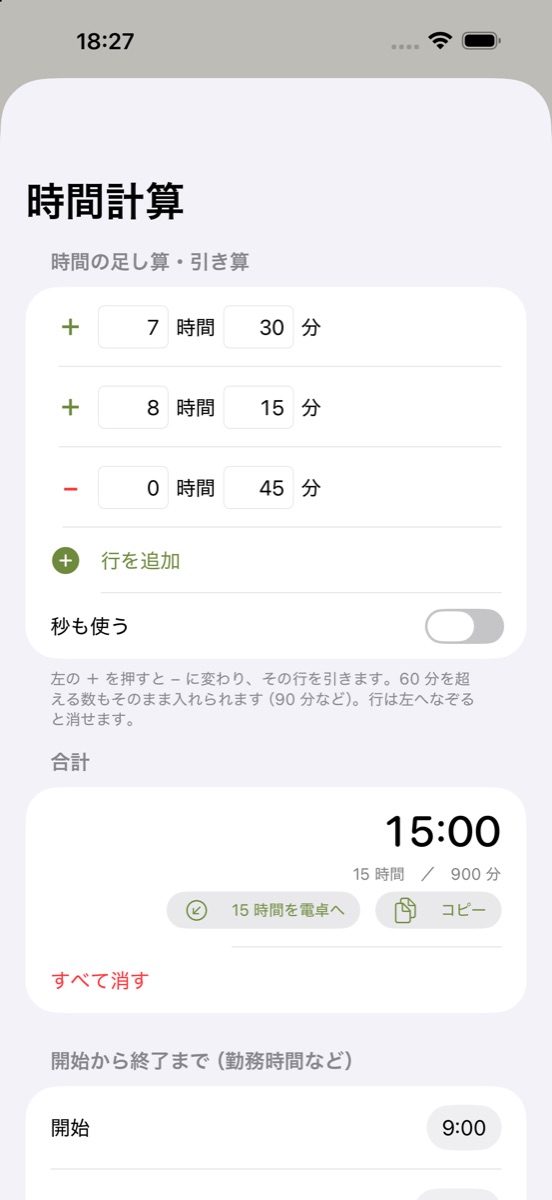 18:27
時間計算
時間の足し算・引き算
+ 7 時間 30 分
+ 8 時間 15 分
− 0 時間 45 分
行を追加
秒も使う
左の + を押すと − に変わり、その行を引きます。60 分を超
える数もそのまま入れられます (90 分など)。行は左へなぞる
と消せます。
合計
15:00
15 時間 / 900 分
15 時間を電卓へ コピー
すべて消す
開始から終了まで (勤務時間など)
開始 9:00